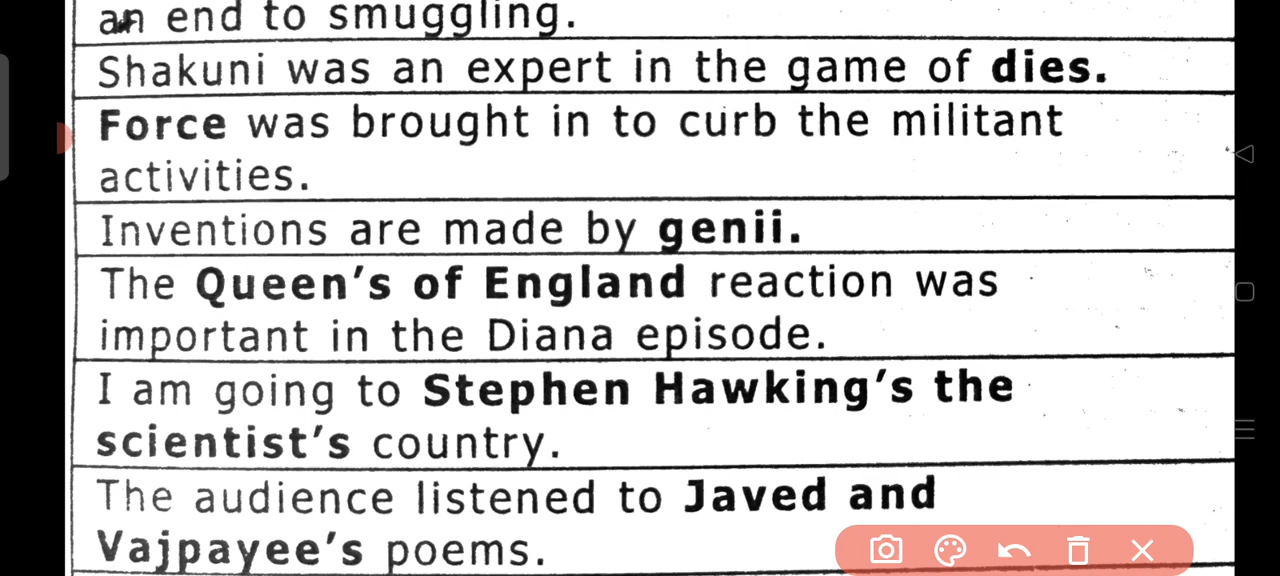 an end to smuggling.
Shakuni was an expert in the game of dies.
Force was brought in to curb the militant
activities.
Inventions are made by genii.
The Queen's of England reaction was
important in the Diana episode.
I am going to Stephen Hawking's the
scientist's country.
The audience listened to Javed and
Vajpayee's poems.